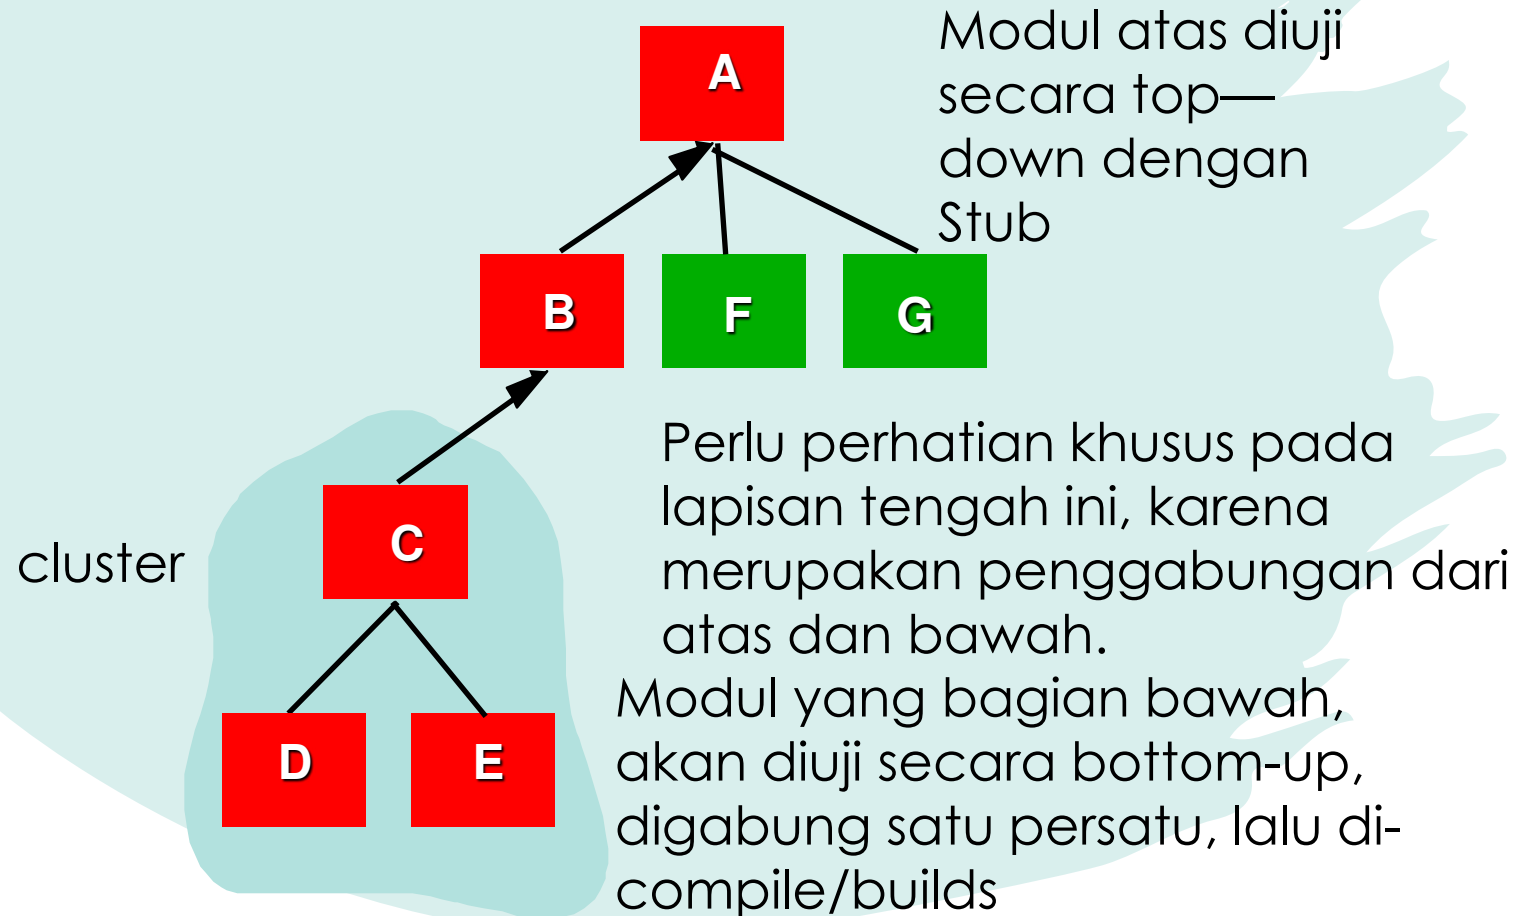 A
Modul atas diuji
secara top—
down dengan
Stub
B
F
G
Perlu perhatian khusus pada
lapisan tengah ini, karena
merupakan penggabungan dari
atas dan bawah.
cluster
C
D
E
Modul yang bagian bawah,
akan diuji secara bottom-up,
digabung satu persatu, lalu di-
compile/builds